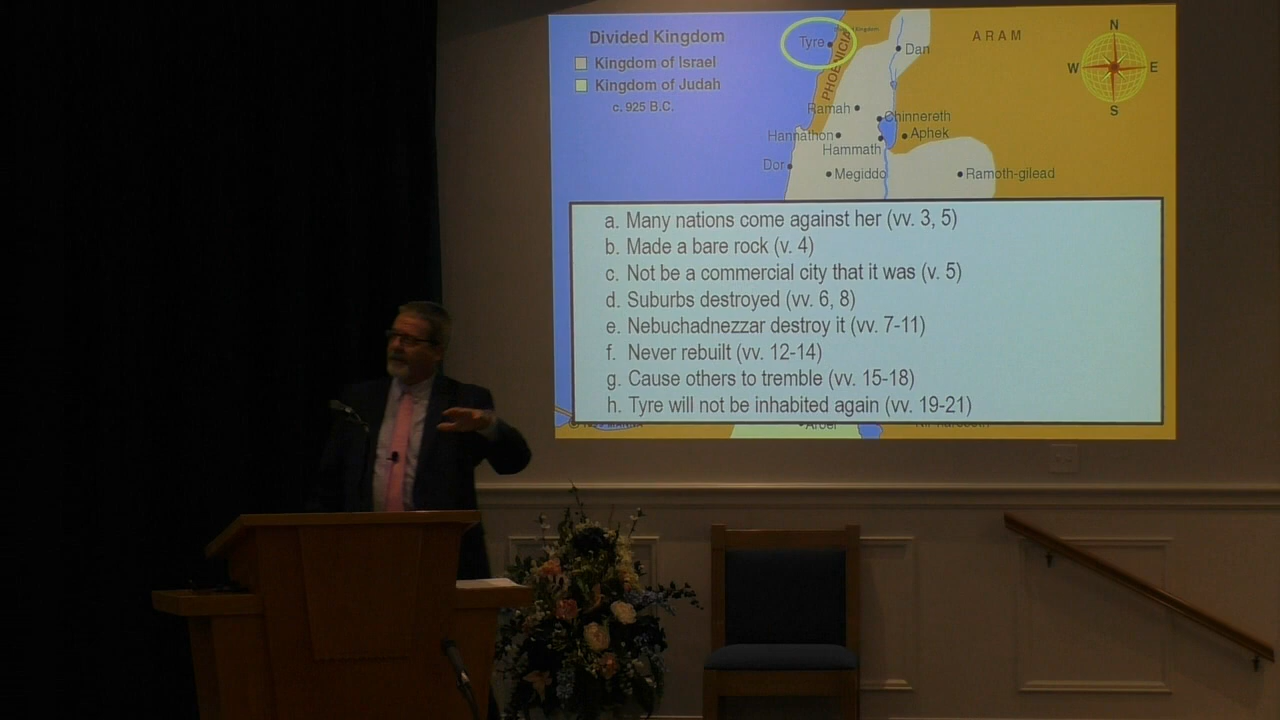 Divided Kingdom
Kingdom of Israel
Kingdom of Judah
c. 925 B.C.
Tyre
PHOENICIA
Dan
ARAM
N
W E
S
Ramah
Chinnereth
Hannathon
Aphek
Hammath
Dor
Megiddo
Ramoth-gilead
a. Many nations come against her (vv. 3, 5)
b. Made a bare rock (v. 4)
c. Not be a commercial city that it was (v. 5)
d. Suburbs destroyed (vv. 6, 8)
e. Nebuchadnezzar destroy it (vv. 7-11)
f. Never rebuilt (vv. 12-14)
g. Cause others to tremble (vv. 15-18)
h. Tyre will not be inhabited again (vv. 19-21)